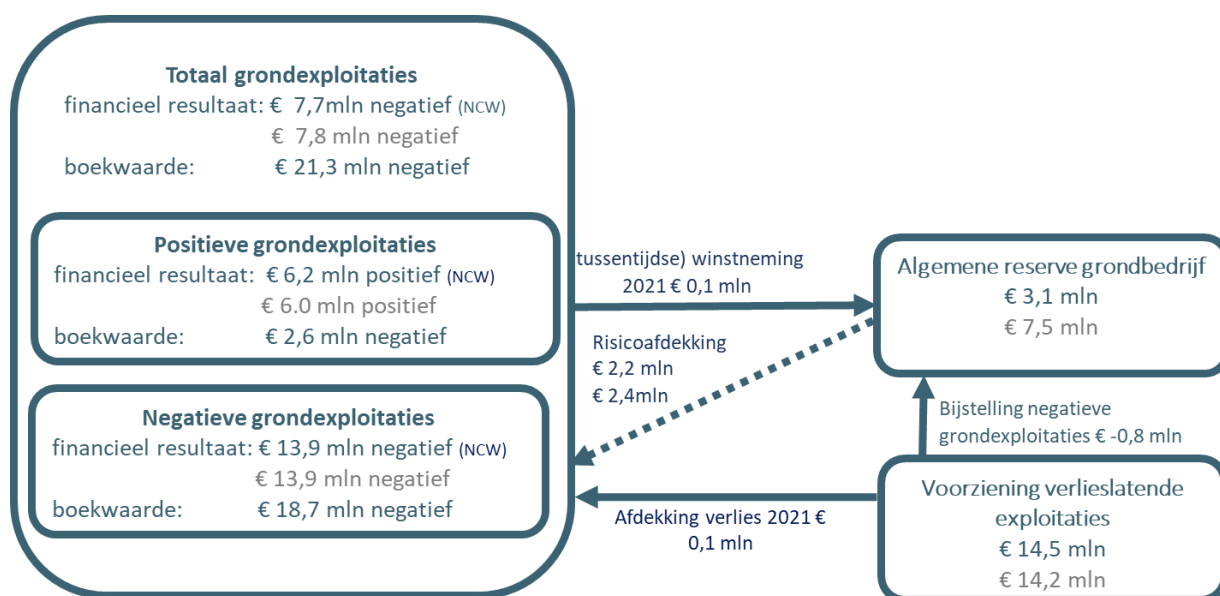 Totaal grondexploitaties
financieel resultaat: € 7,7mln negatief (NCW)
€ 7,8 mln negatief
boekwaarde: € 21,3 mln negatief
Positieve grondexploitaties
financieel resultaat: € 6,2 mln positief (NCW)
€ 6.0 mln positief
boekwaarde: € 2,6 mln negatief
Negatieve grondexploitaties
financieel resultaat: € 13,9 mln negatief (NCW)
€ 13,9 mln negatief
boekwaarde: € 18,7 mln negatief
tussentijdse) winstneming
2021 € 0,1 mln
Risicoafdekking
€ 2,2 mln
€ 2,4mln
Afdekking verlies 2021 €
0,1 mln
Algemene reserve grondbedrijf
€ 3,1 mln
€ 7,5 mln
Bijstelling negatieve
grondexploitaties € -0,8 mln
Voorziening verlieslatende
exploitaties
€ 14,5 mln
€ 14,2 mln